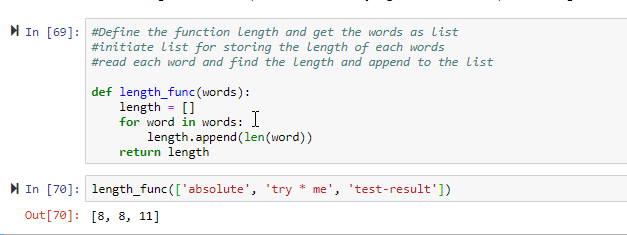 In [69]: #Define the function length and get the words as list
#initiate list for storing the length of each words
#read each word and find the length and append to the list
def length_func(words):
    length = []
    for word in words:
        length.append(len(word))
    return length
In [70]: length_func(['absolute', 'try * me', 'test-result'])
Out[70]: [8, 8, 11]